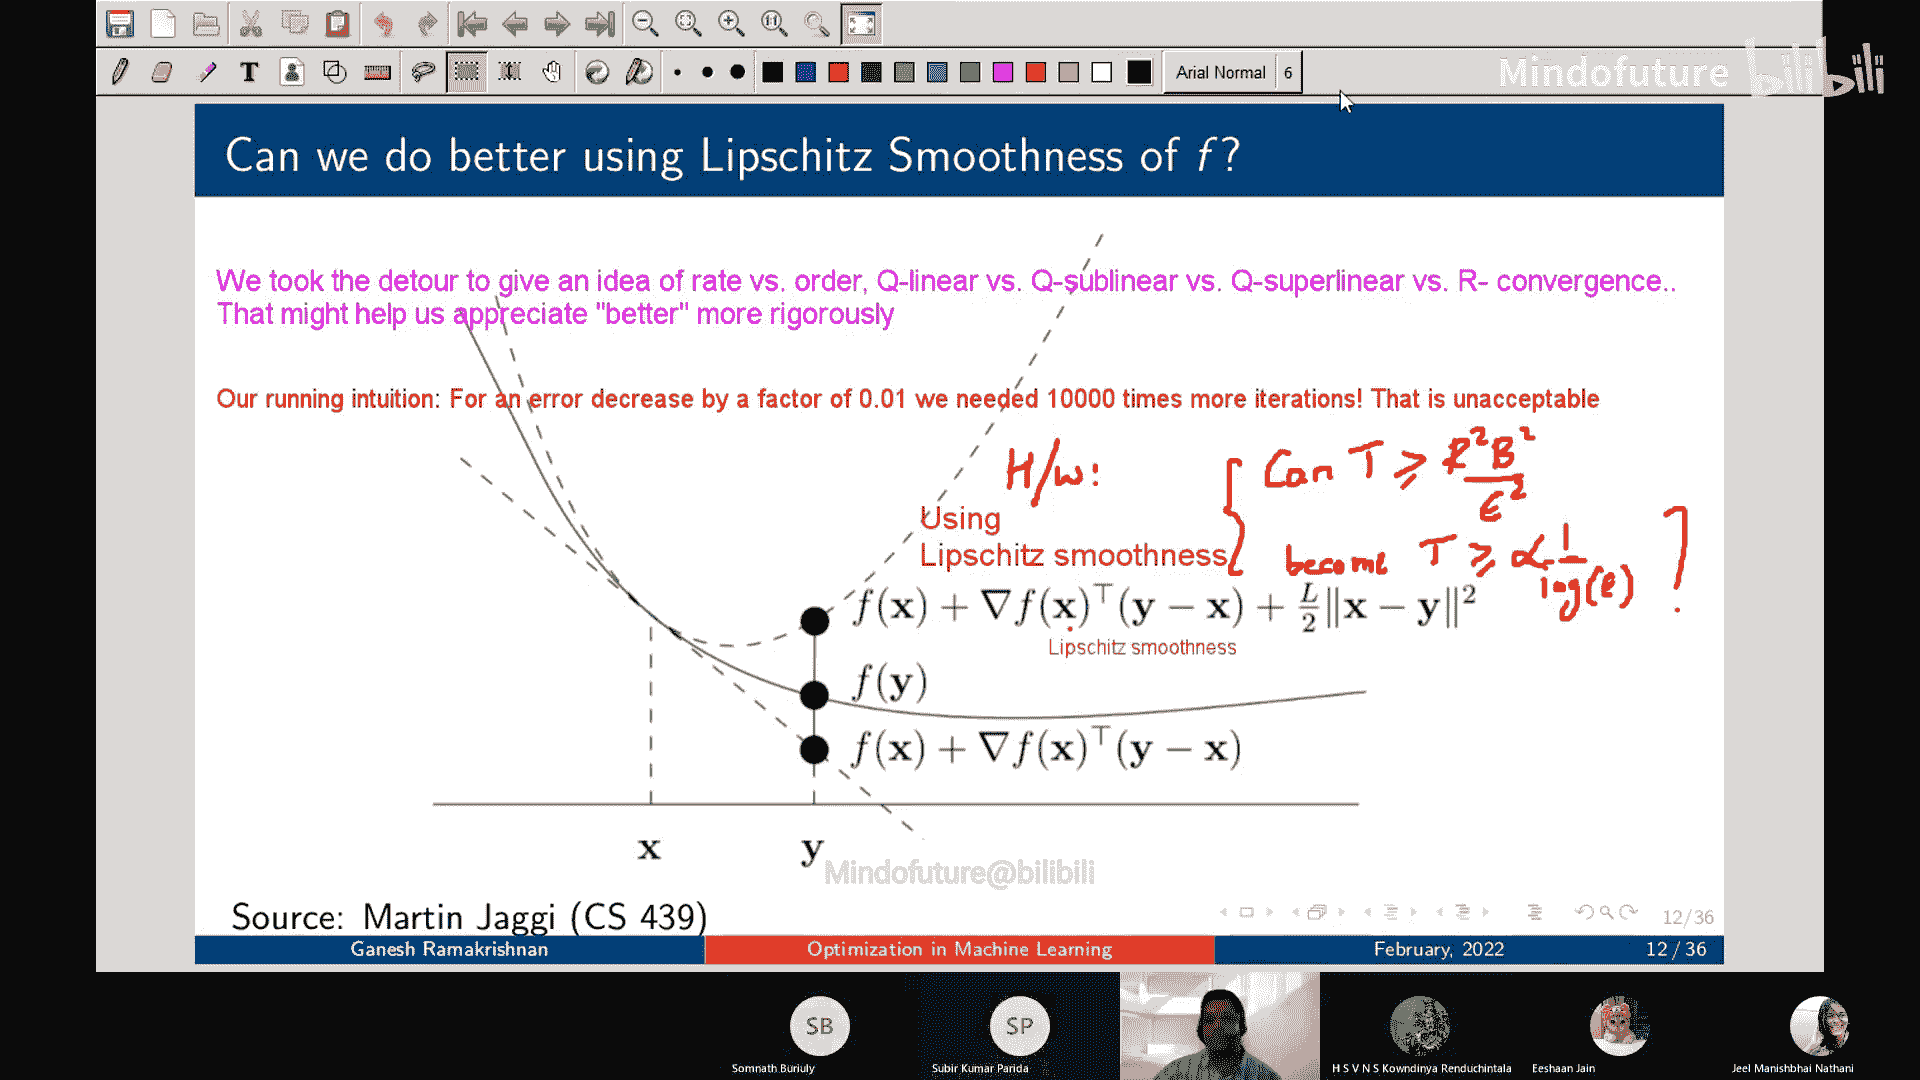 T
Arial Normal 6
Mindofuture bilibili
Can we do better using Lipschitz Smoothness of f?
We took the detour to give an idea of rate vs. order, Q-linear vs. Q-sublinear vs. Q-superlinear vs. R- convergence..
That might help us appreciate "better" more rigorously
Our running intuition: For an error decrease by a factor of 0.01 we needed 10000 times more iterations! That is unacceptable
H/w:
Can T ≥ R²B²/ϵ²
Using
Lipschitz smoothness
become T ≥ α 1/log(ϵ) ?
f(x) + ∇f(x)⊤(y − x) + L/2‖x − y‖²
Lipschitz smoothness
f(y)
f(x) + ∇f(x)⊤(y − x)
x y
Mindofuture@bilibili
Source: Martin Jaggi (CS 439)
12/36
Ganesh Ramakrishnan Optimization in Machine Learning February, 2022 12 / 36
SB SP
Somnath Buriuly Subir Kumar Parida H S V N S Kowndinya Renduchintala Eeshaan Jain Jeel Manishbhai Nathani